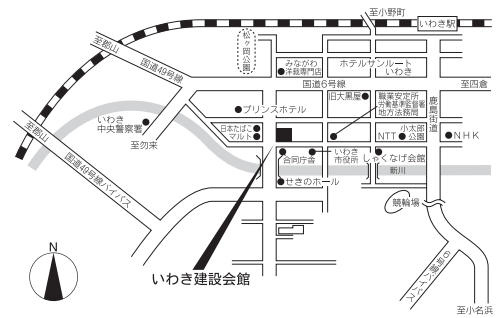 至小野町
いわき駅
至郡山
松ヶ岡公園
国道49号線
みながわ
洋裁専門店
ホテルサンルート
いわき
国道6号線
至四倉
旧大黒屋
職業安定所
労働基準監督署
地方法務局
鹿島街道
プリンスホテル
いわき
中央警察署
日本たばこ
マルト
小太郎
公園
NTT
NHK
至郡山
至勿来
合同庁舎
いわき
市役所
しゃくなげ会館
新川
国道49号線バイパス
せきのホール
競輪場
N
いわき建設会館
6号線バイパス
至小名浜